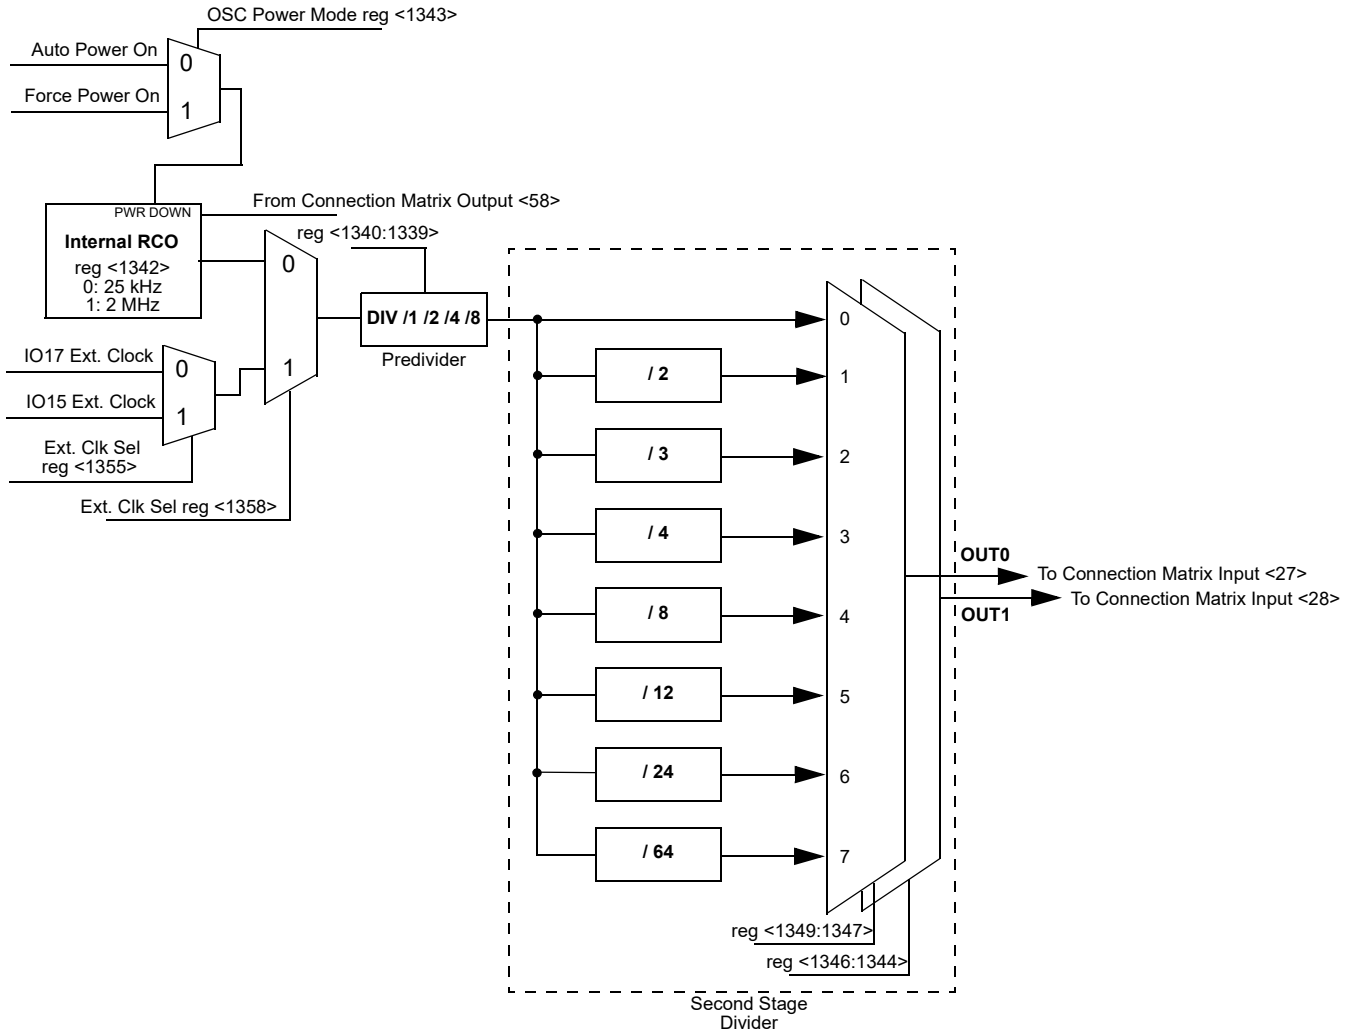 OSC Power Mode reg <1343>
Auto Power On
0
Force Power On
1
From Connection Matrix Output <58>
PWR DOWN
Internal RCO
reg <1342>
0: 25 kHz
1: 2 MHz
reg <1340:1339>
0
1
DIV /1 /2 /4 /8
Predivider
IO17 Ext. Clock
0
IO15 Ext. Clock
1
Ext. Clk Sel
reg <1355>
Ext. Clk Sel reg <1358>
0
/ 2
1
/ 3
2
/ 4
3
/ 8
4
/ 12
5
/ 24
6
/ 64
7
OUT0
To Connection Matrix Input <27>
To Connection Matrix Input <28>
OUT1
reg <1349:1347>
reg <1346:1344>
Second Stage
Divider